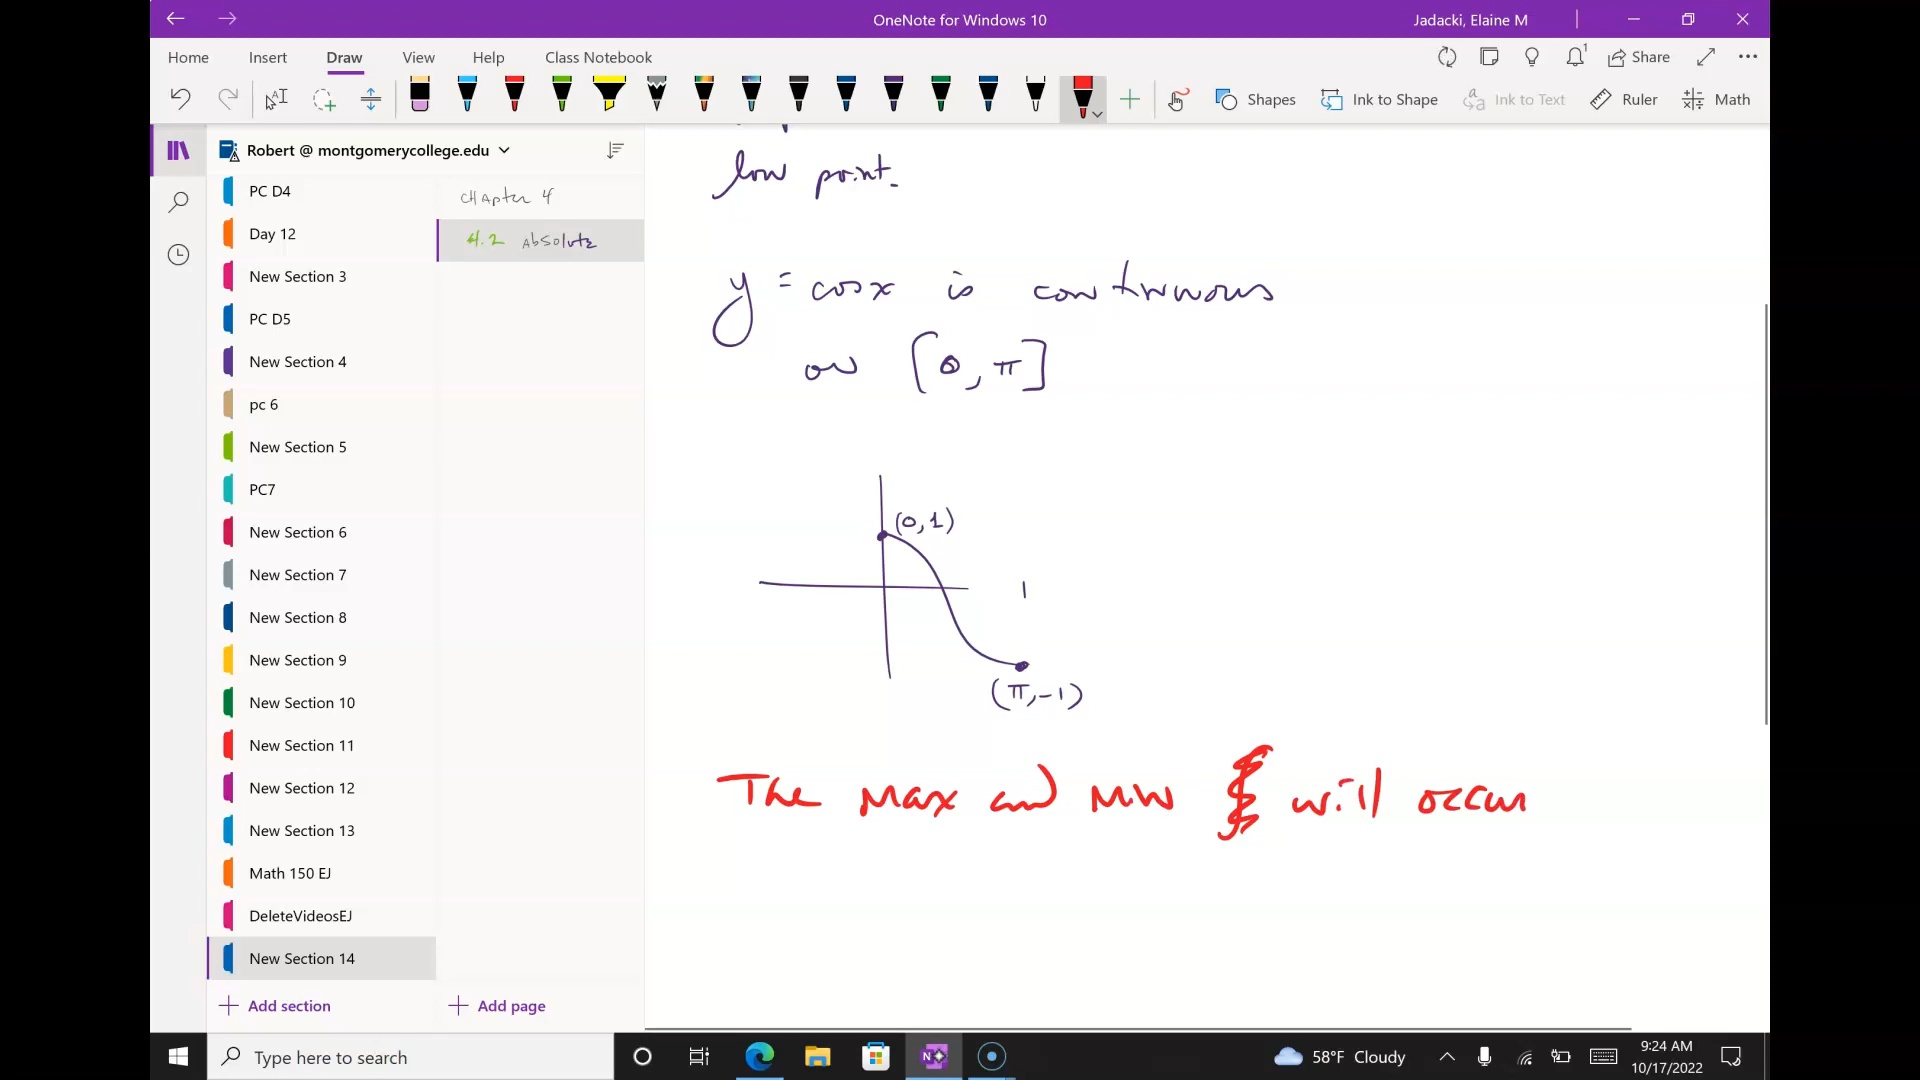 OneNote for Windows 10
Jadacki, Elaine M
Home Insert Draw View Help Class Notebook
1
Share
Shapes Ink to Shape Ink to Text Ruler Math
Robert @ montgomerycollege.edu
PC D4
Day 12
New Section 3
PC D5
New Section 4
pc 6
New Section 5
PC7
New Section 6
New Section 7
New Section 8
New Section 9
New Section 10
New Section 11
New Section 12
New Section 13
Math 150 EJ
DeleteVideosEJ
New Section 14
Add section
CHApter 4
4.2 Absolute
Add page
low point.
y = cosx is continuous
on [0, π]
(0,1)
(π,-1)
The Max and Min will occur
Type here to search
58°F Cloudy
9:24 AM
10/17/2022